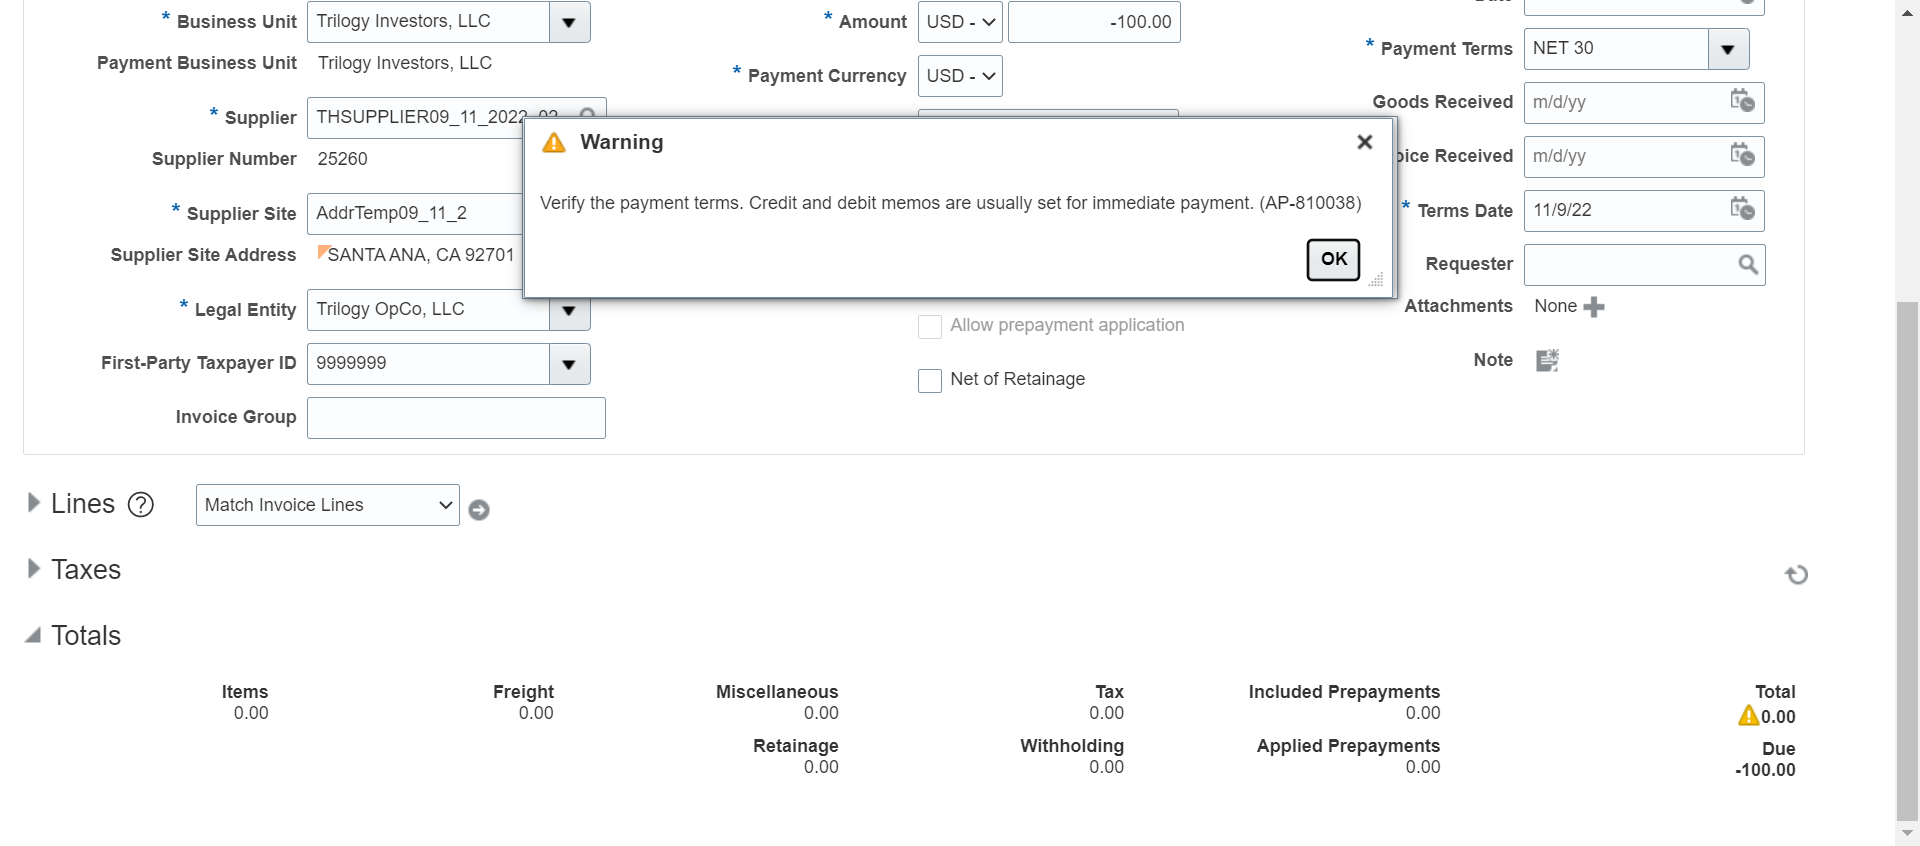 * Business Unit Trilogy Investors, LLC
Payment Business Unit Trilogy Investors, LLC
* Supplier
Supplier Number 25260
* Supplier Site AddrTemp09_11_2
Supplier Site Address SANTA ANA, CA 92701
* Legal Entity Trilogy OpCo, LLC
First-Party Taxpayer ID 9999999
Invoice Group
* Amount USD - -100.00
* Payment Currency USD -
Warning
Verify the payment terms. Credit and debit memos are usually set for immediate payment. (AP-810038)
OK
Allow prepayment application
Net of Retainage
* Payment Terms NET 30
Goods Received m/d/yy
Received m/d/yy
* Terms Date 11/9/22
Requester
Attachments None
Note
Lines ? Match Invoice Lines
Taxes
Totals
Items Freight Miscellaneous Tax Included Prepayments Total
0.00 0.00 0.00 0.00 0.00 0.00
Retainage Withholding Applied Prepayments Due
0.00 0.00 0.00 -100.00